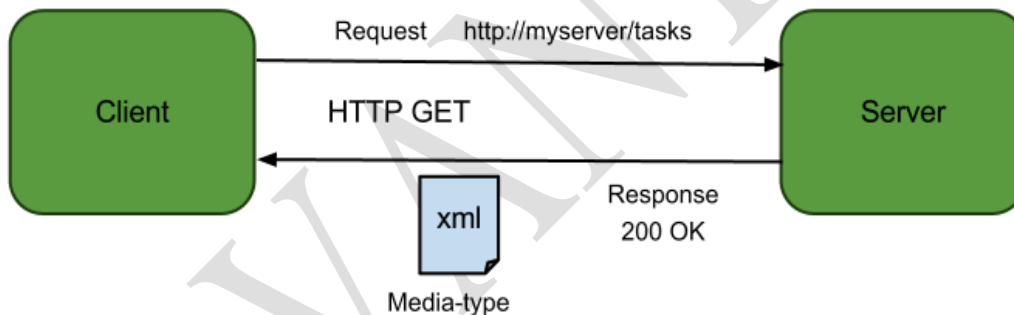 Request http://myserver/tasks
Client
HTTP GET
Server
Response
200 OK
xml
Media-type